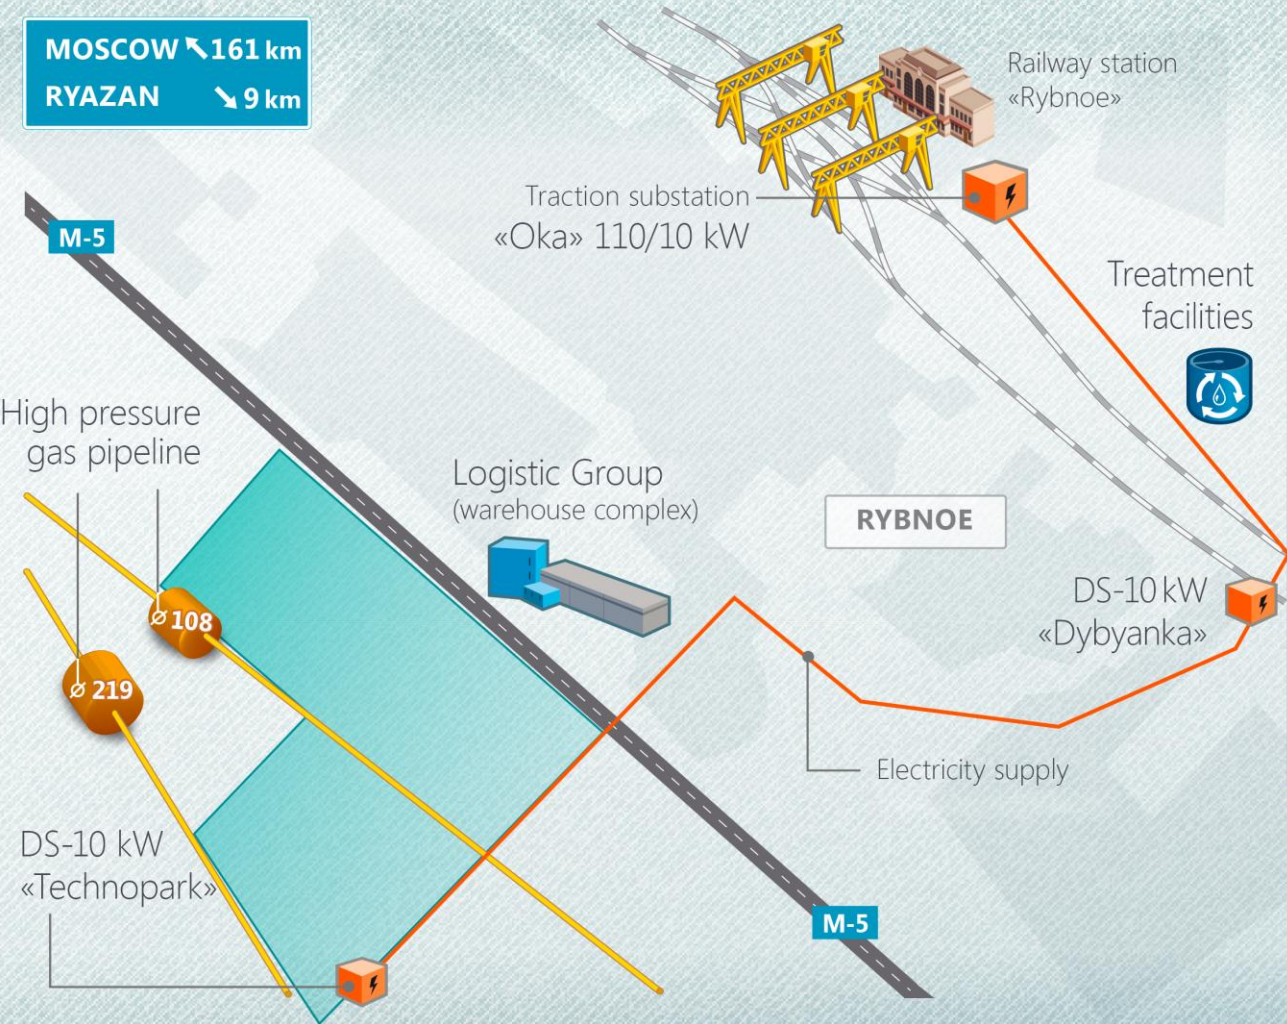 MOSCOW 161 km
RYAZAN 9 km
Railway station
«Rybnoe»
M-5
Traction substation
«Oka» 110/10 kW
Treatment
facilities
High pressure
gas pipeline
Logistic Group
(warehouse complex)
RYBNOE
DS-10 kW
«Dybyanka»
⌀ 108
⌀ 219
Electricity supply
DS-10 kW
«Technopark»
M-5